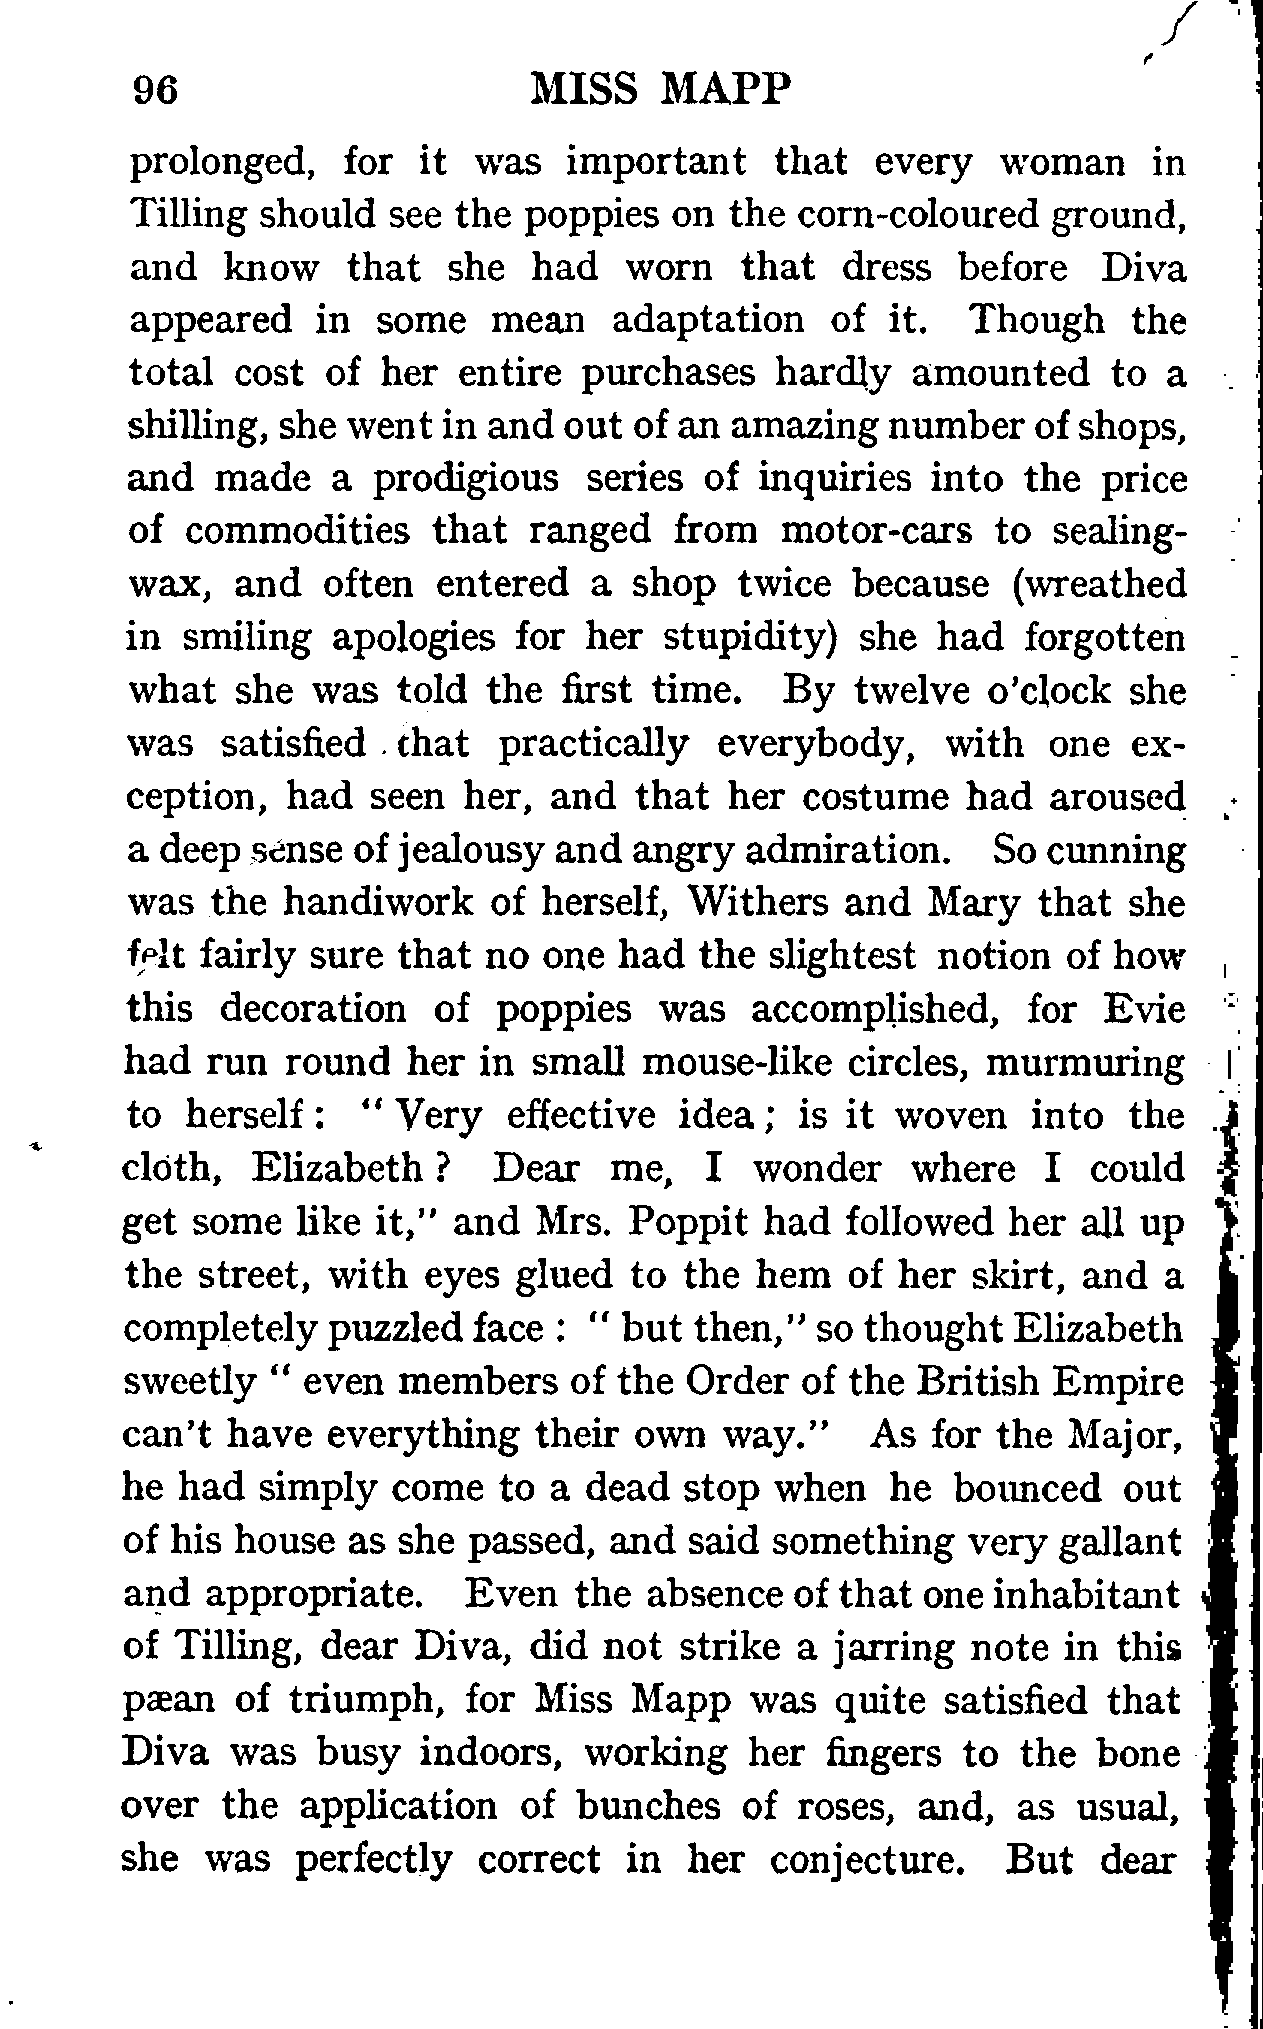 96 MISS MAPP
prolonged, for it was important that every woman in
Tilling should see the poppies on the corn-coloured ground,
and know that she had worn that dress before Diva
appeared in some mean adaptation of it. Though the
total cost of her entire purchases hardly amounted to a
shilling, she went in and out of an amazing number of shops,
and made a prodigious series of inquiries into the price
of commodities that ranged from motor-cars to sealing-
wax, and often entered a shop twice because (wreathed
in smiling apologies for her stupidity) she had forgotten
what she was told the first time. By twelve o'clock she
was satisfied that practically everybody, with one ex-
ception, had seen her, and that her costume had aroused
a deep sense of jealousy and angry admiration. So cunning
was the handiwork of herself, Withers and Mary that she
felt fairly sure that no one had the slightest notion of how
this decoration of poppies was accomplished, for Evie
had run round her in small mouse-like circles, murmuring
to herself: "Very effective idea; is it woven into the
cloth, Elizabeth? Dear me, I wonder where I could
get some like it," and Mrs. Poppit had followed her all up
the street, with eyes glued to the hem of her skirt, and a
completely puzzled face: "but then," so thought Elizabeth
sweetly "even members of the Order of the British Empire
can't have everything their own way." As for the Major,
he had simply come to a dead stop when he bounced out
of his house as she passed, and said something very gallant
and appropriate. Even the absence of that one inhabitant
of Tilling, dear Diva, did not strike a jarring note in this
pæan of triumph, for Miss Mapp was quite satisfied that
Diva was busy indoors, working her fingers to the bone
over the application of bunches of roses, and, as usual,
she was perfectly correct in her conjecture. But dear